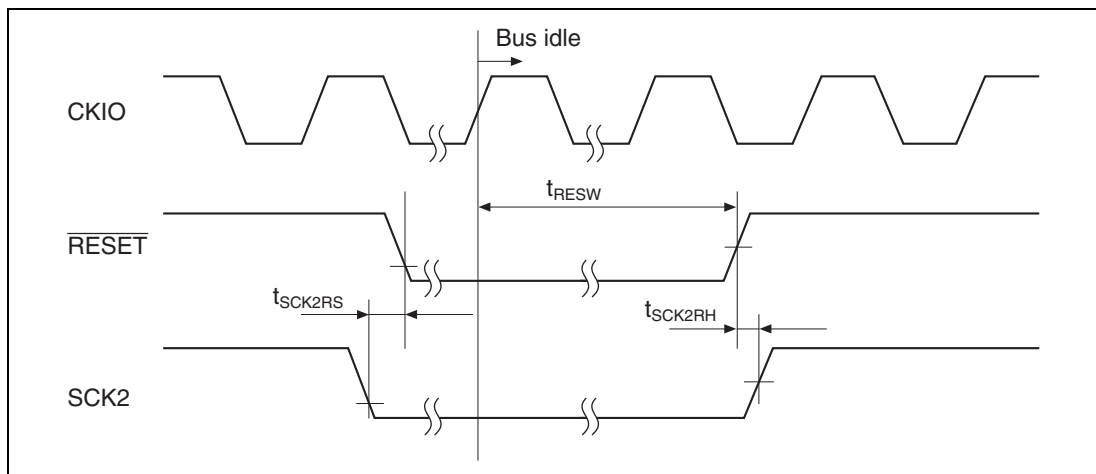 Bus idle
CKIO
tRESW
RESET
tSCK2RS
tSCK2RH
SCK2